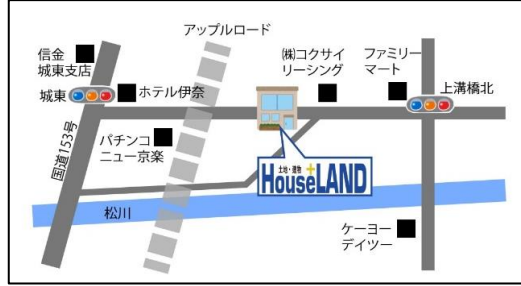 アップルロード
信金
城東支店
㈱コクサイ
リーシング
ファミリー
マート
城東
ホテル伊奈
上溝橋北
国道153号
パチンコ
ニュー京楽
土地・建物
HouseLAND
松川
ケーヨー
デイツー